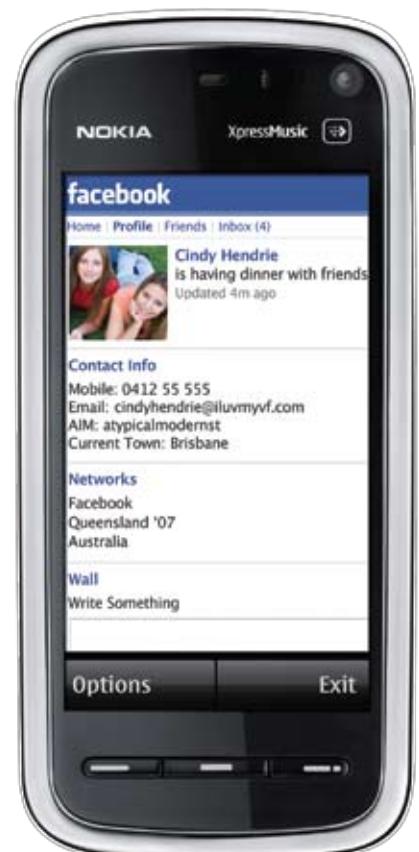 NOKIA XpressMusic
facebook
Home | Profile | Friends | Inbox (4)
Cindy Hendrie
is having dinner with friends
Updated 4m ago
Contact Info
Mobile: 0412 55 555
Email: cindyhendrie@iluvmyvf.com
AIM: atypicalmodernst
Current Town: Brisbane
Networks
Facebook
Queensland '07
Australia
Wall
Write Something
Options Exit